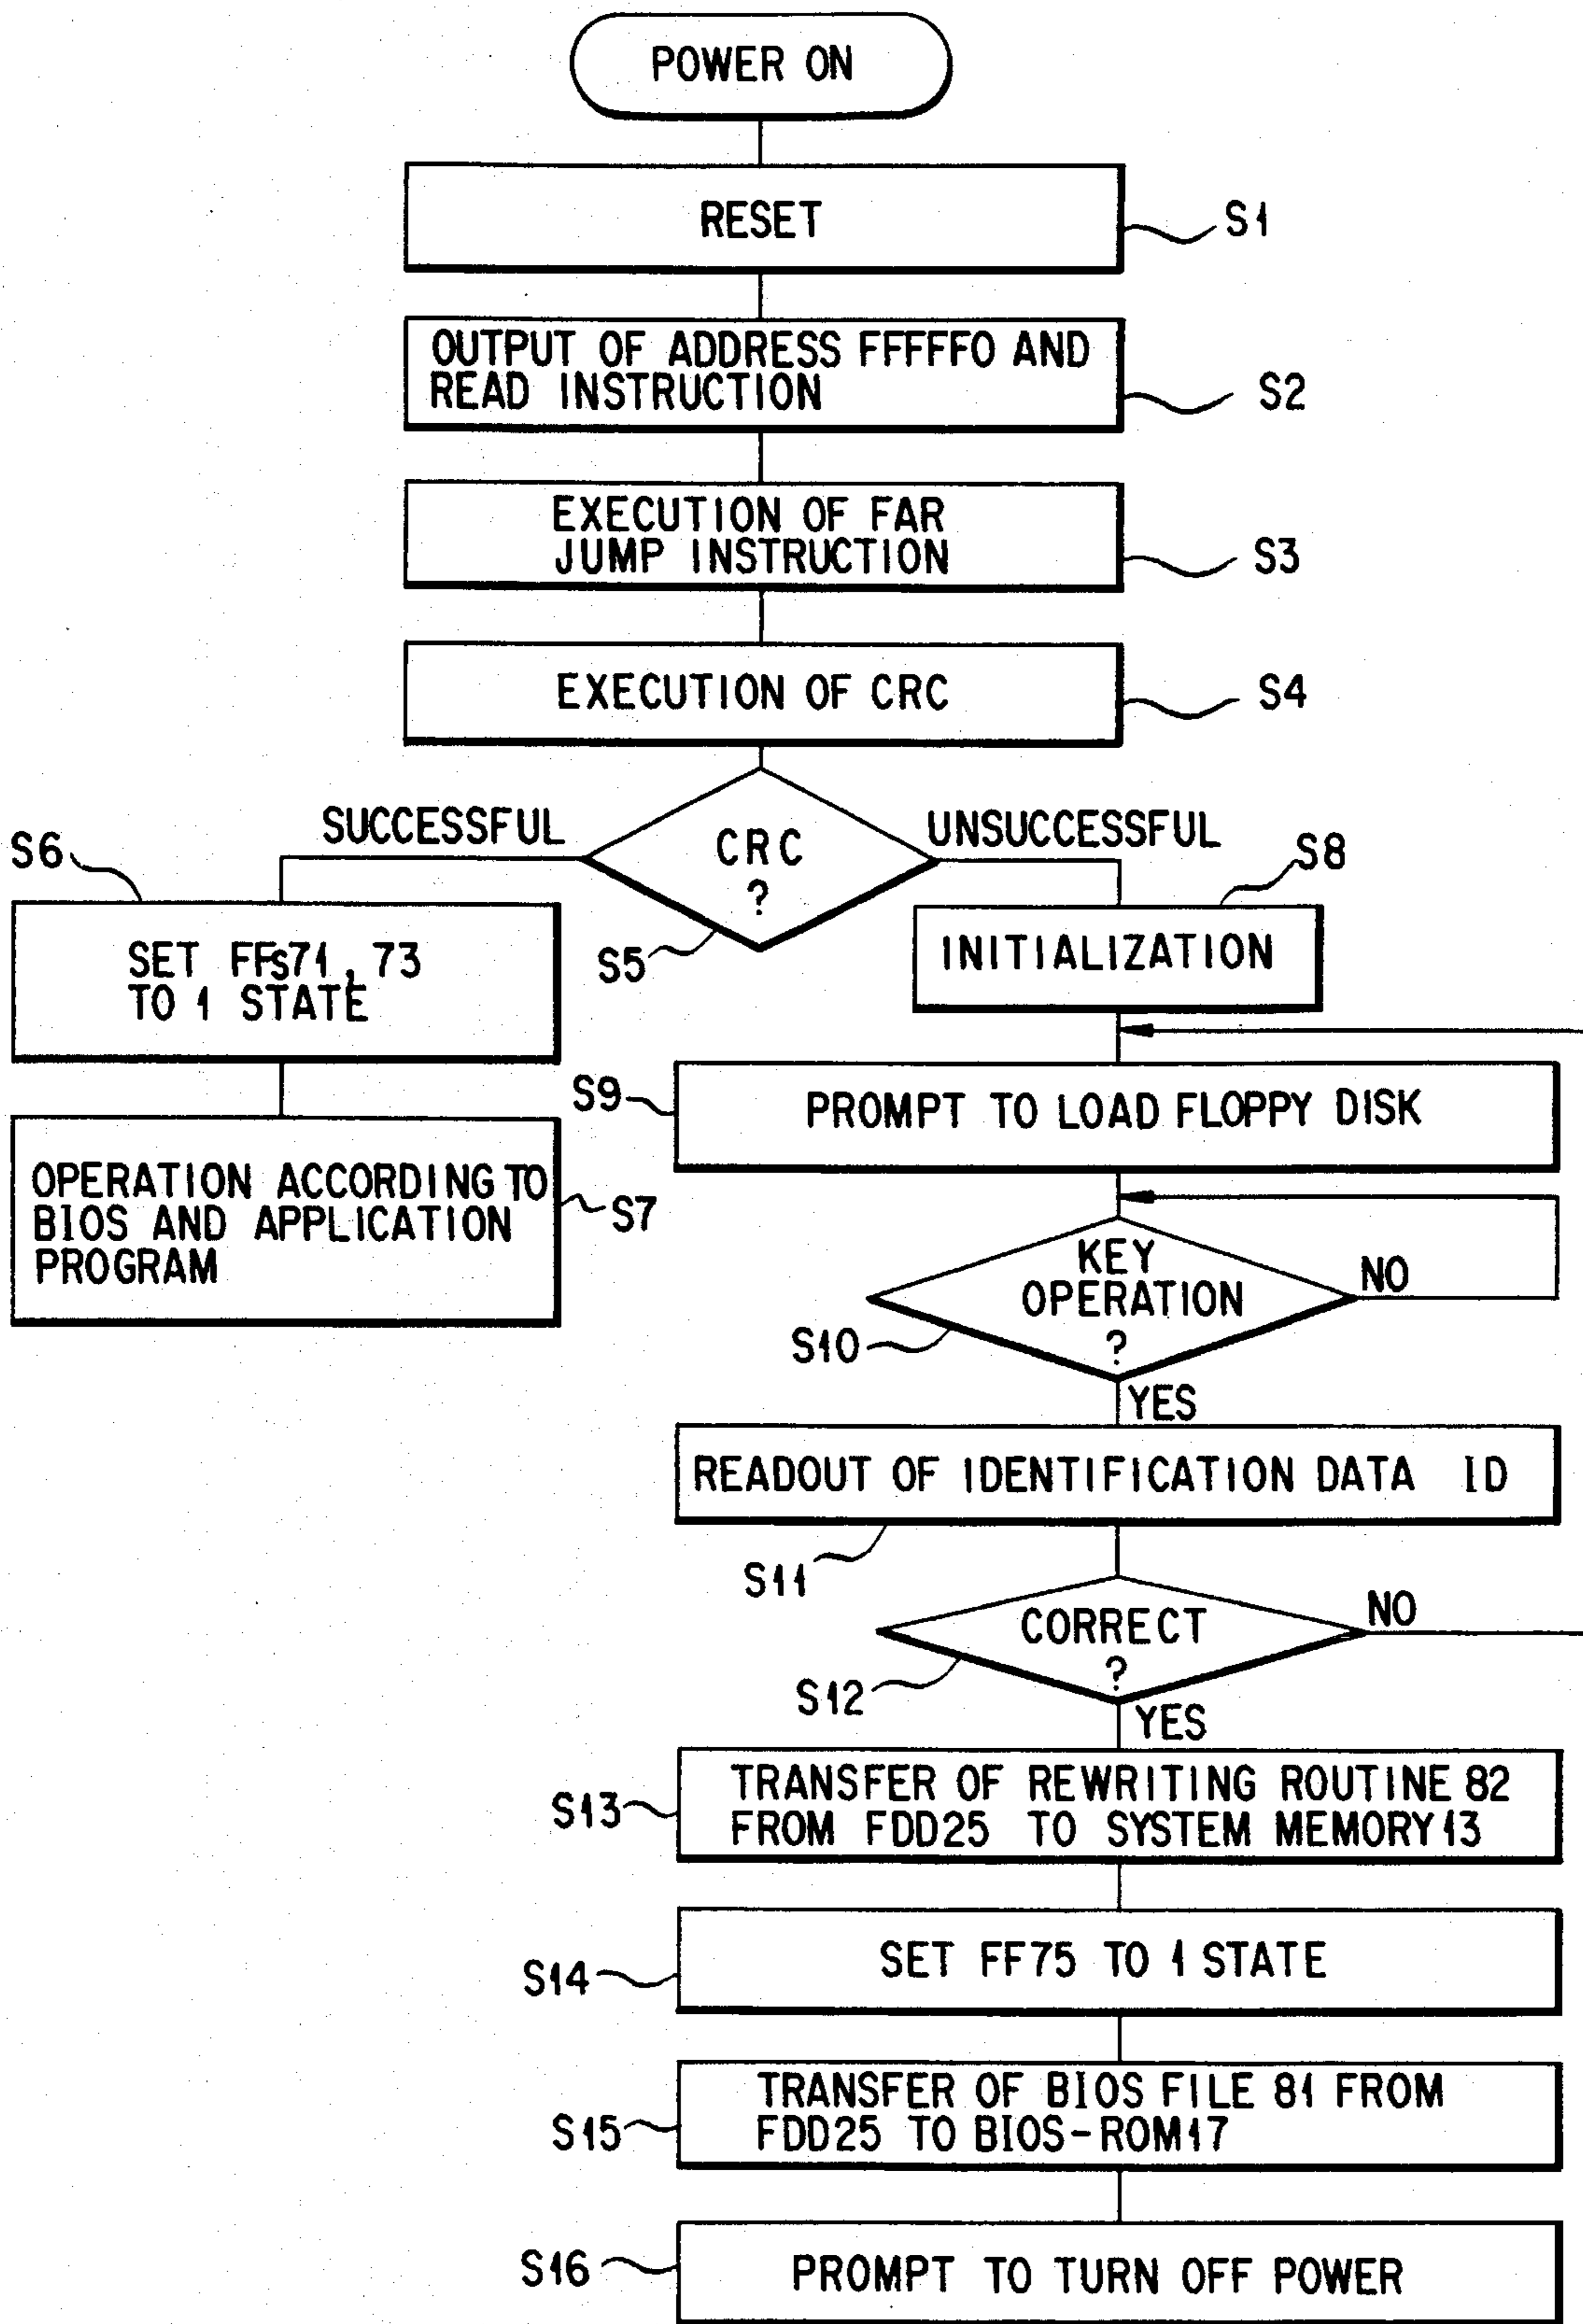 POWER ON
RESET
S1
OUTPUT OF ADDRESS FFFFF0 AND
READ INSTRUCTION
S2
EXECUTION OF FAR
JUMP INSTRUCTION
S3
EXECUTION OF CRC
S4
SUCCESSFUL
CRC
?
UNSUCCESSFUL
S5
S6
SET FFs71, 73
TO 1 STATE
S8
INITIALIZATION
OPERATION ACCORDING TO
BIOS AND APPLICATION
PROGRAM
S7
S9
PROMPT TO LOAD FLOPPY DISK
KEY
OPERATION
?
NO
S10
YES
READOUT OF IDENTIFICATION DATA ID
S11
CORRECT
?
NO
S12
YES
S13
TRANSFER OF REWRITING ROUTINE 82
FROM FDD25 TO SYSTEM MEMORY13
S14
SET FF75 TO 1 STATE
S15
TRANSFER OF BIOS FILE 81 FROM
FDD25 TO BIOS-ROM17
S16
PROMPT TO TURN OFF POWER